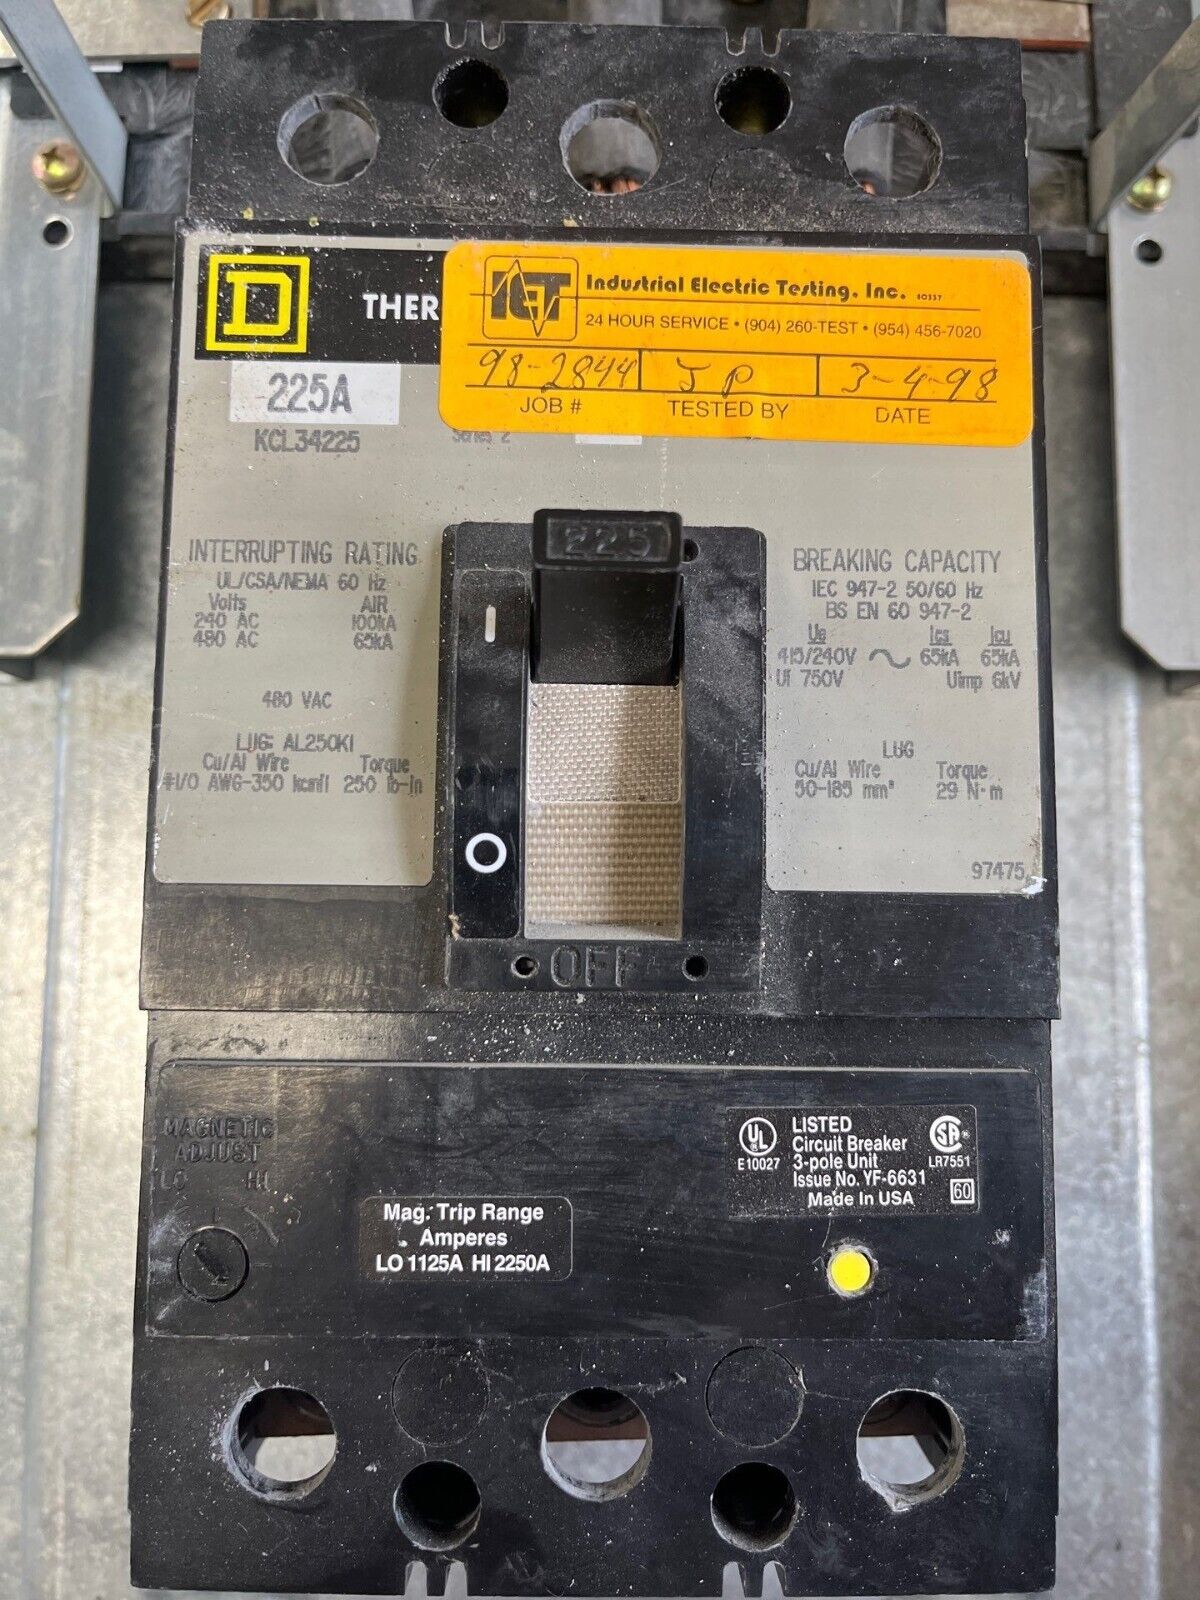 D
THER
IET
Industrial Electric Testing, Inc.
24 HOUR SERVICE • (904) 260-TEST • (954) 456-7020
98-2844 JP 3-4-98
JOB # TESTED BY DATE
225A
KCL34225
Series 2
225
INTERRUPTING RATING
UL/CSA/NEMA 60 Hz
Volts AIR
240 AC 100kA
480 AC 65kA
480 VAC
LUG: AL250K1
Cu/Al Wire Torque
#1/0 AWG-350 kcmil 250 lb-in
I
O
OFF
BREAKING CAPACITY
IEC 947-2 50/60 Hz
BS EN 60 947-2
Ue Ics Icu
415/240V 65kA 65kA
Ui 750V Uimp 6kV
LUG
Cu/Al Wire Torque
50-185 mm² 29 N·m
97475
MAGNETIC
ADJUST
LO HI
Mag. Trip Range
Amperes
LO 1125A HI 2250A
UL
E10027
LISTED
Circuit Breaker
3-pole Unit
Issue No. YF-6631
Made In USA
SA
LR7551
60